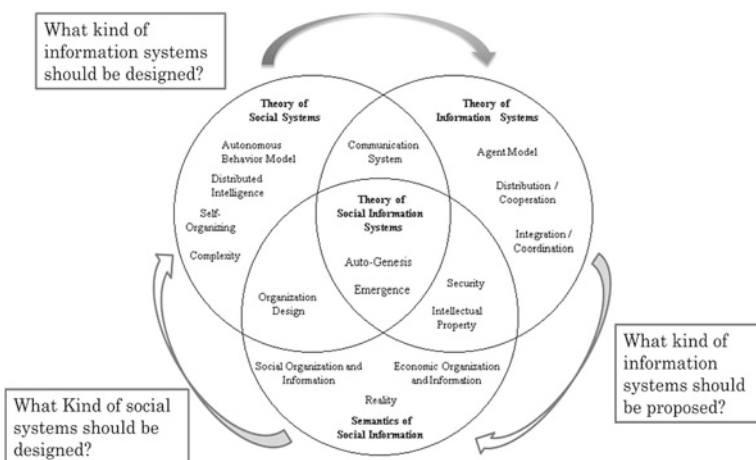 What kind of
information systems
should be designed?
Theory of
Social Systems
Autonomous
Behavior Model
Distributed
Intelligence
Self-
Organizing
Complexity
Communication
System
Theory of
Information Systems
Agent Model
Distribution /
Cooperation
Integration /
Coordination
Theory of
Social Information
Systems
Auto-Genesis
Emergence
Organization
Design
Security
Intellectual
Property
Social Organization and
Information
Economic Organization
and Information
Reality
Semantics of
Social Information
What Kind of social
systems should be
designed?
What kind of
information
systems should
be proposed?